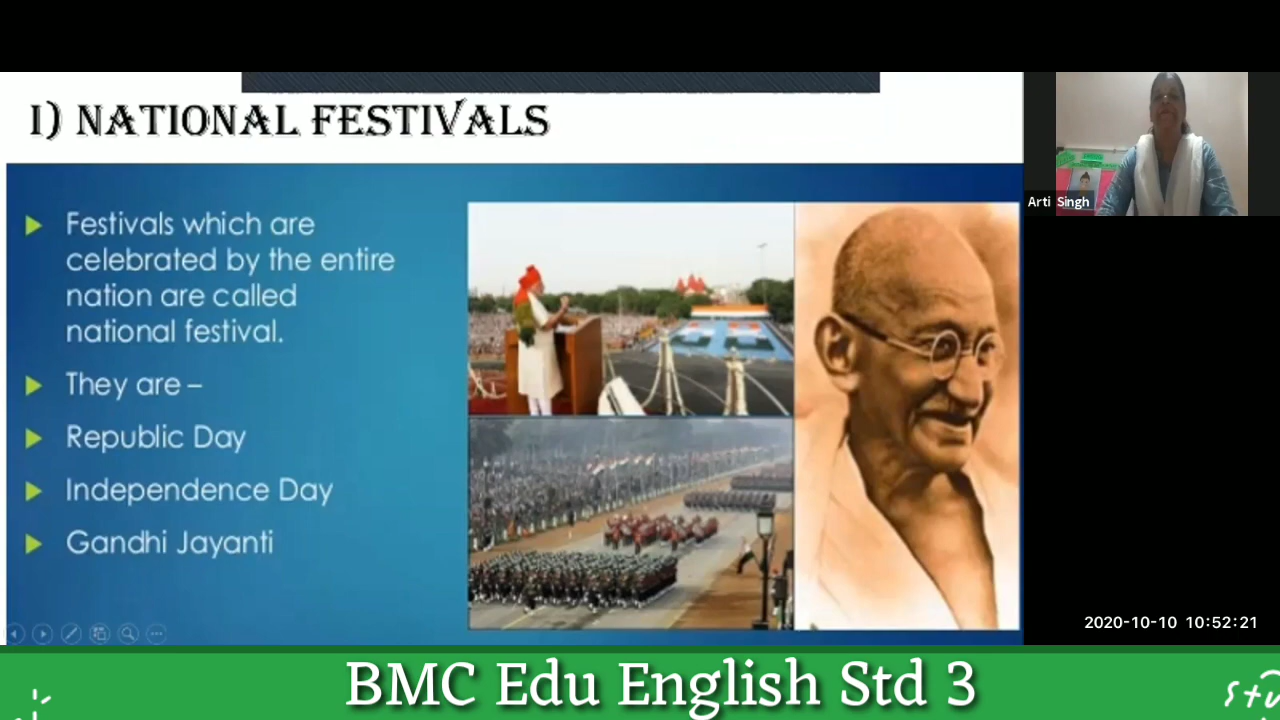 I) NATIONAL FESTIVALS
Festivals which are
celebrated by the entire
nation are called
national festival.
They are –
Republic Day
Independence Day
Gandhi Jayanti
Arti Singh
2020-10-10 10:52:21
BMC Edu English Std 3